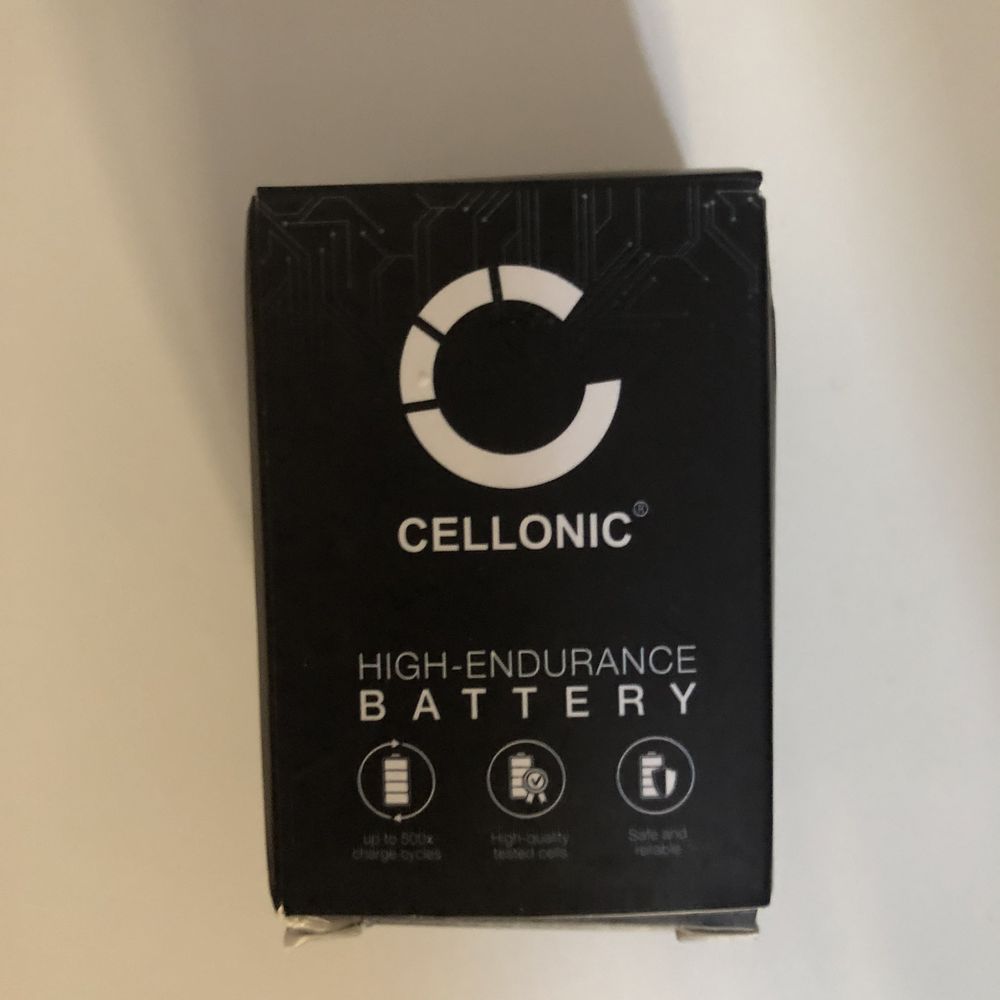 CELLONIC®
HIGH-ENDURANCE
BATTERY
up to 500x
charge cycles
High-quality
tested cells
Safe and
reliable